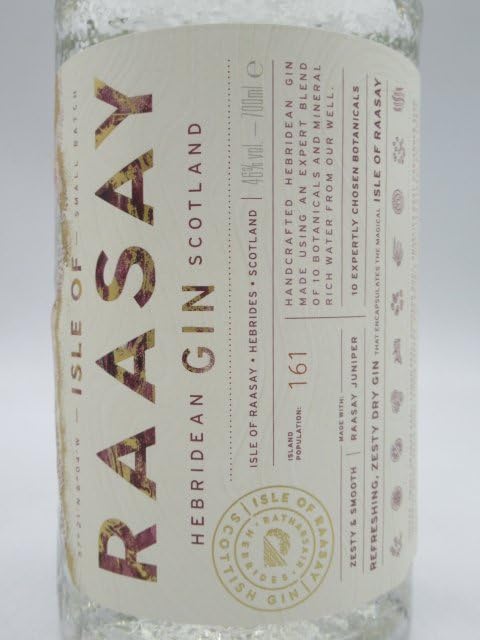 ISLE OF — SMALL BATCH
RAASAY
HEBRIDEAN GIN SCOTLAND
ISLE OF RAASAY • HEBRIDES • SCOTLAND | 46% vol. — 700ml e
ISLAND
POPULATION:
161
HANDCRAFTED HEBRIDEAN GIN
MADE USING AN EXPERT BLEND
OF 10 BOTANICALS AND MINERAL
RICH WATER FROM OUR WELL.
MADE WITH:
ZESTY & SMOOTH | RAASAY JUNIPER
10 EXPERTLY CHOSEN BOTANICALS
REFRESHING, ZESTY DRY GIN THAT ENCAPSULATES THE MAGICAL ISLE OF RAASAY
ISLE OF RAASAY
SCOTTISH GIN
HEBRIDES